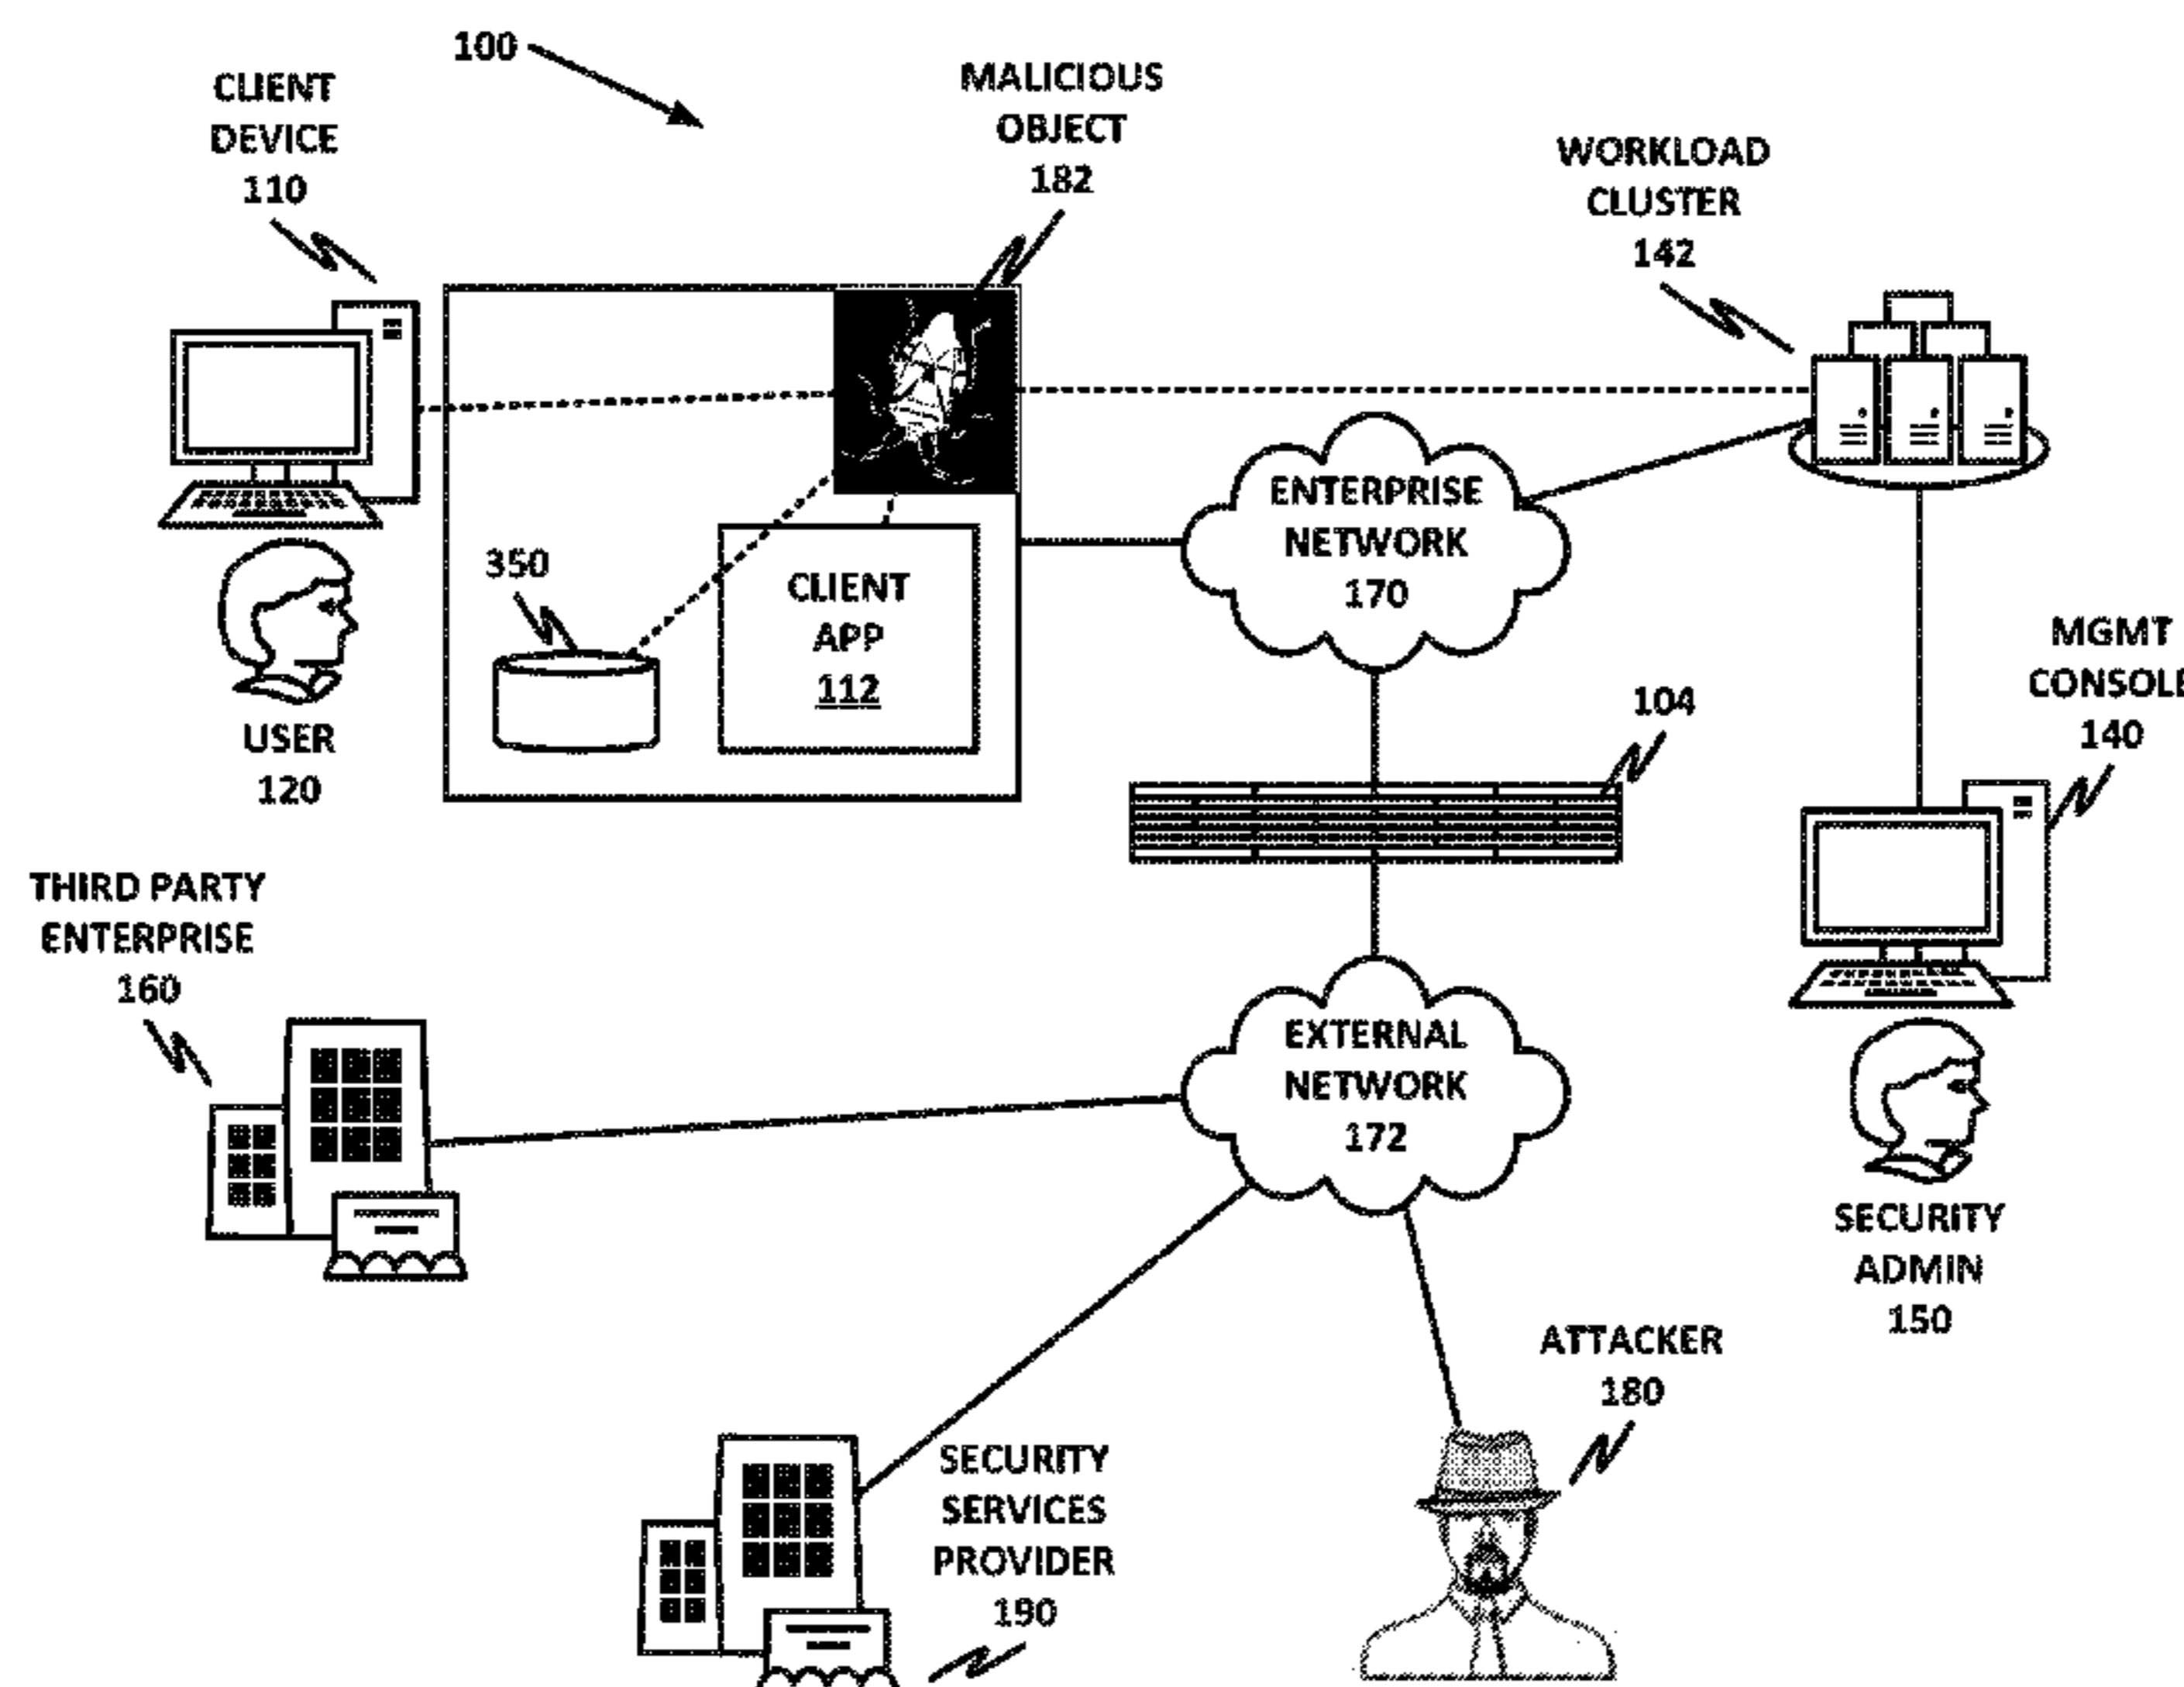 100
CLIENT
DEVICE
110
MALICIOUS
OBJECT
182
WORKLOAD
CLUSTER
142
ENTERPRISE
NETWORK
170
350
CLIENT
APP
112
USER
120
MGMT
CONSOLE
140
104
THIRD PARTY
ENTERPRISE
160
EXTERNAL
NETWORK
172
SECURITY
ADMIN
150
ATTACKER
180
SECURITY
SERVICES
PROVIDER
190